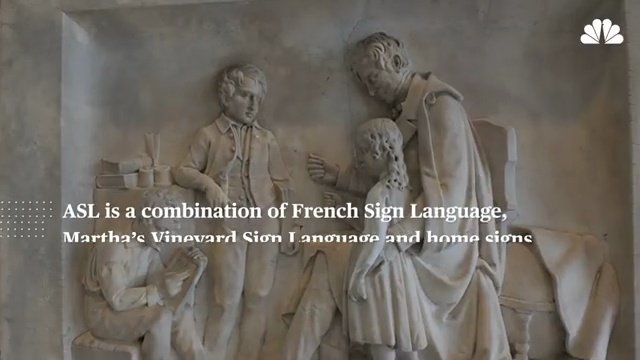 ASL is a combination of French Sign Language,
Martha's Vineyard Sign Language and home signs